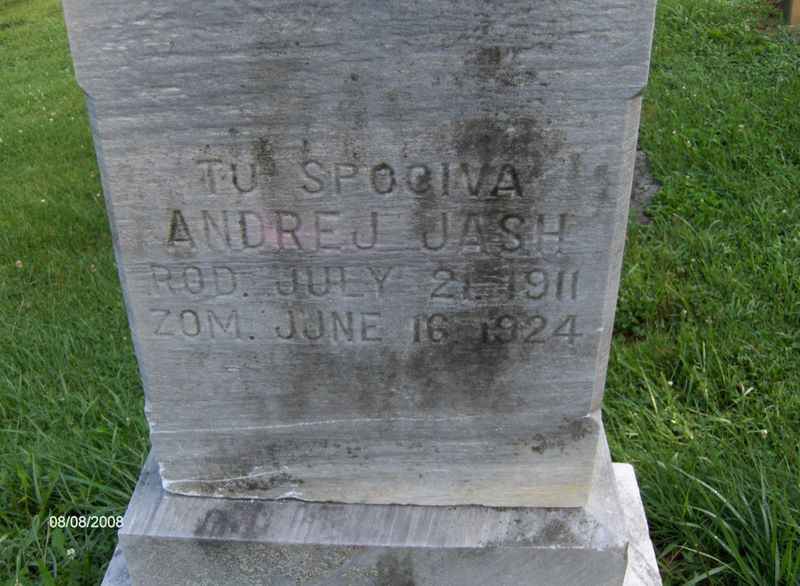 TU SPOCIVA
ANDREJ JASH
ROD. JULY 21. 1911
ZOM. JUNE 16. 1924
08/08/2008